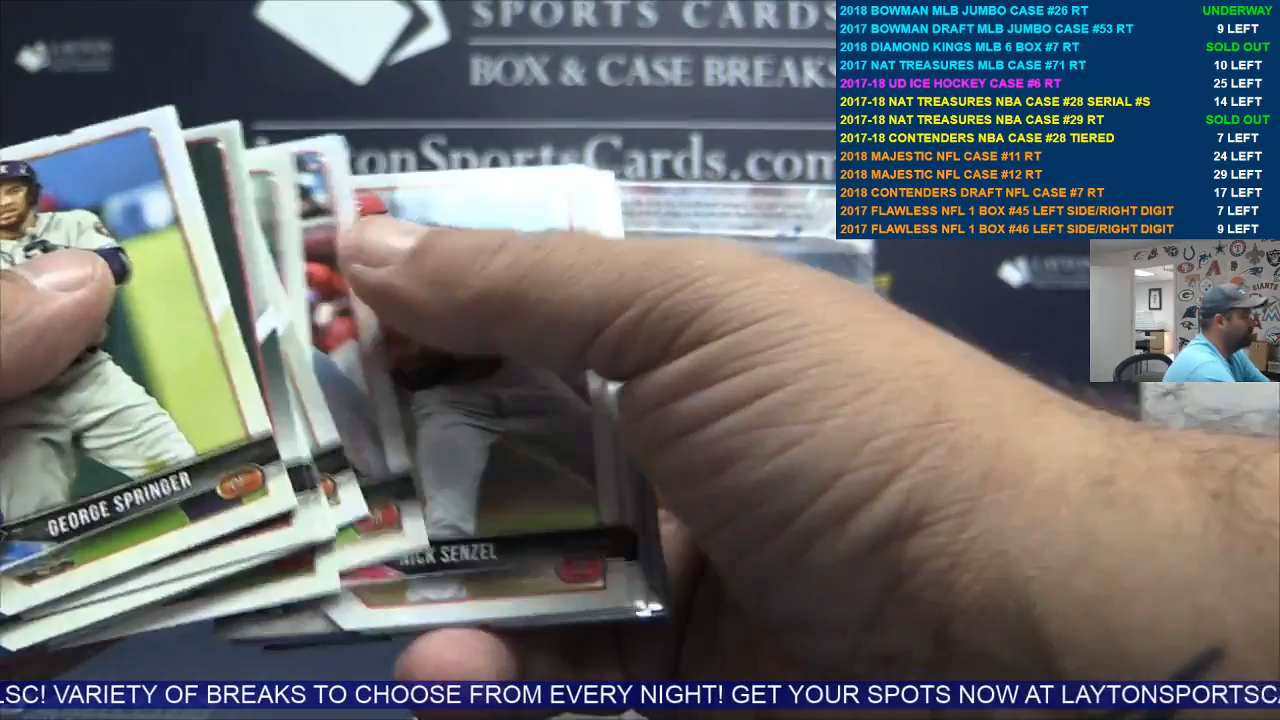 SPORTS CARDS
BOX & CASE BREAKS
LaytonSportsCards.com
2018 BOWMAN MLB JUMBO CASE #26 RT UNDERWAY
2017 BOWMAN DRAFT MLB JUMBO CASE #53 RT 9 LEFT
2018 DIAMOND KINGS MLB 6 BOX #7 RT SOLD OUT
2017 NAT TREASURES MLB CASE #71 RT 10 LEFT
2017-18 UD ICE HOCKEY CASE #6 RT 25 LEFT
2017-18 NAT TREASURES NBA CASE #28 SERIAL #S 14 LEFT
2017-18 NAT TREASURES NBA CASE #29 RT SOLD OUT
2017-18 CONTENDERS NBA CASE #28 TIERED 7 LEFT
2018 MAJESTIC NFL CASE #11 RT 24 LEFT
2018 MAJESTIC NFL CASE #12 RT 29 LEFT
2018 CONTENDERS DRAFT NFL CASE #7 RT 17 LEFT
2017 FLAWLESS NFL 1 BOX #45 LEFT SIDE/RIGHT DIGIT 7 LEFT
2017 FLAWLESS NFL 1 BOX #46 LEFT SIDE/RIGHT DIGIT 9 LEFT
LAYTON
GIANTS
GEORGE SPRINGER
NICK SENZEL
LSC! VARIETY OF BREAKS TO CHOOSE FROM EVERY NIGHT! GET YOUR SPOTS NOW AT LAYTONSPORTSC